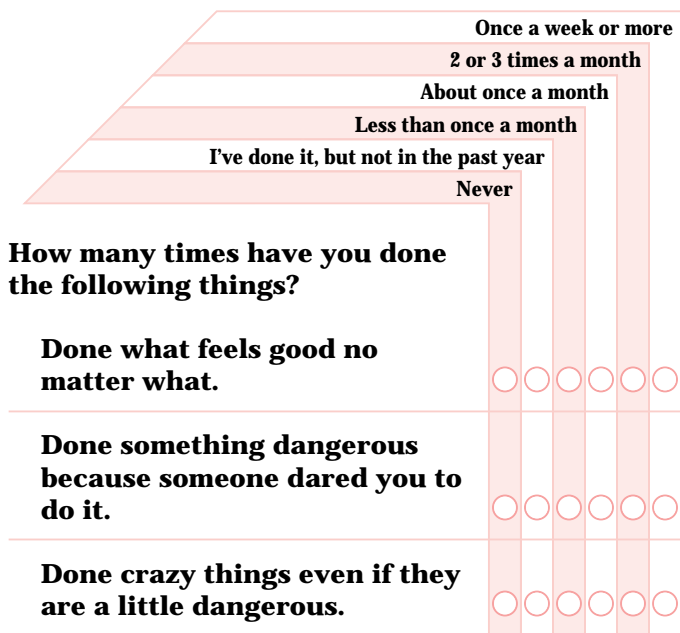 Once a week or more
2 or 3 times a month
About once a month
Less than once a month
I've done it, but not in the past year
Never
How many times have you done
the following things?
Done what feels good no
matter what.
Done something dangerous
because someone dared you to
do it.
Done crazy things even if they
are a little dangerous.